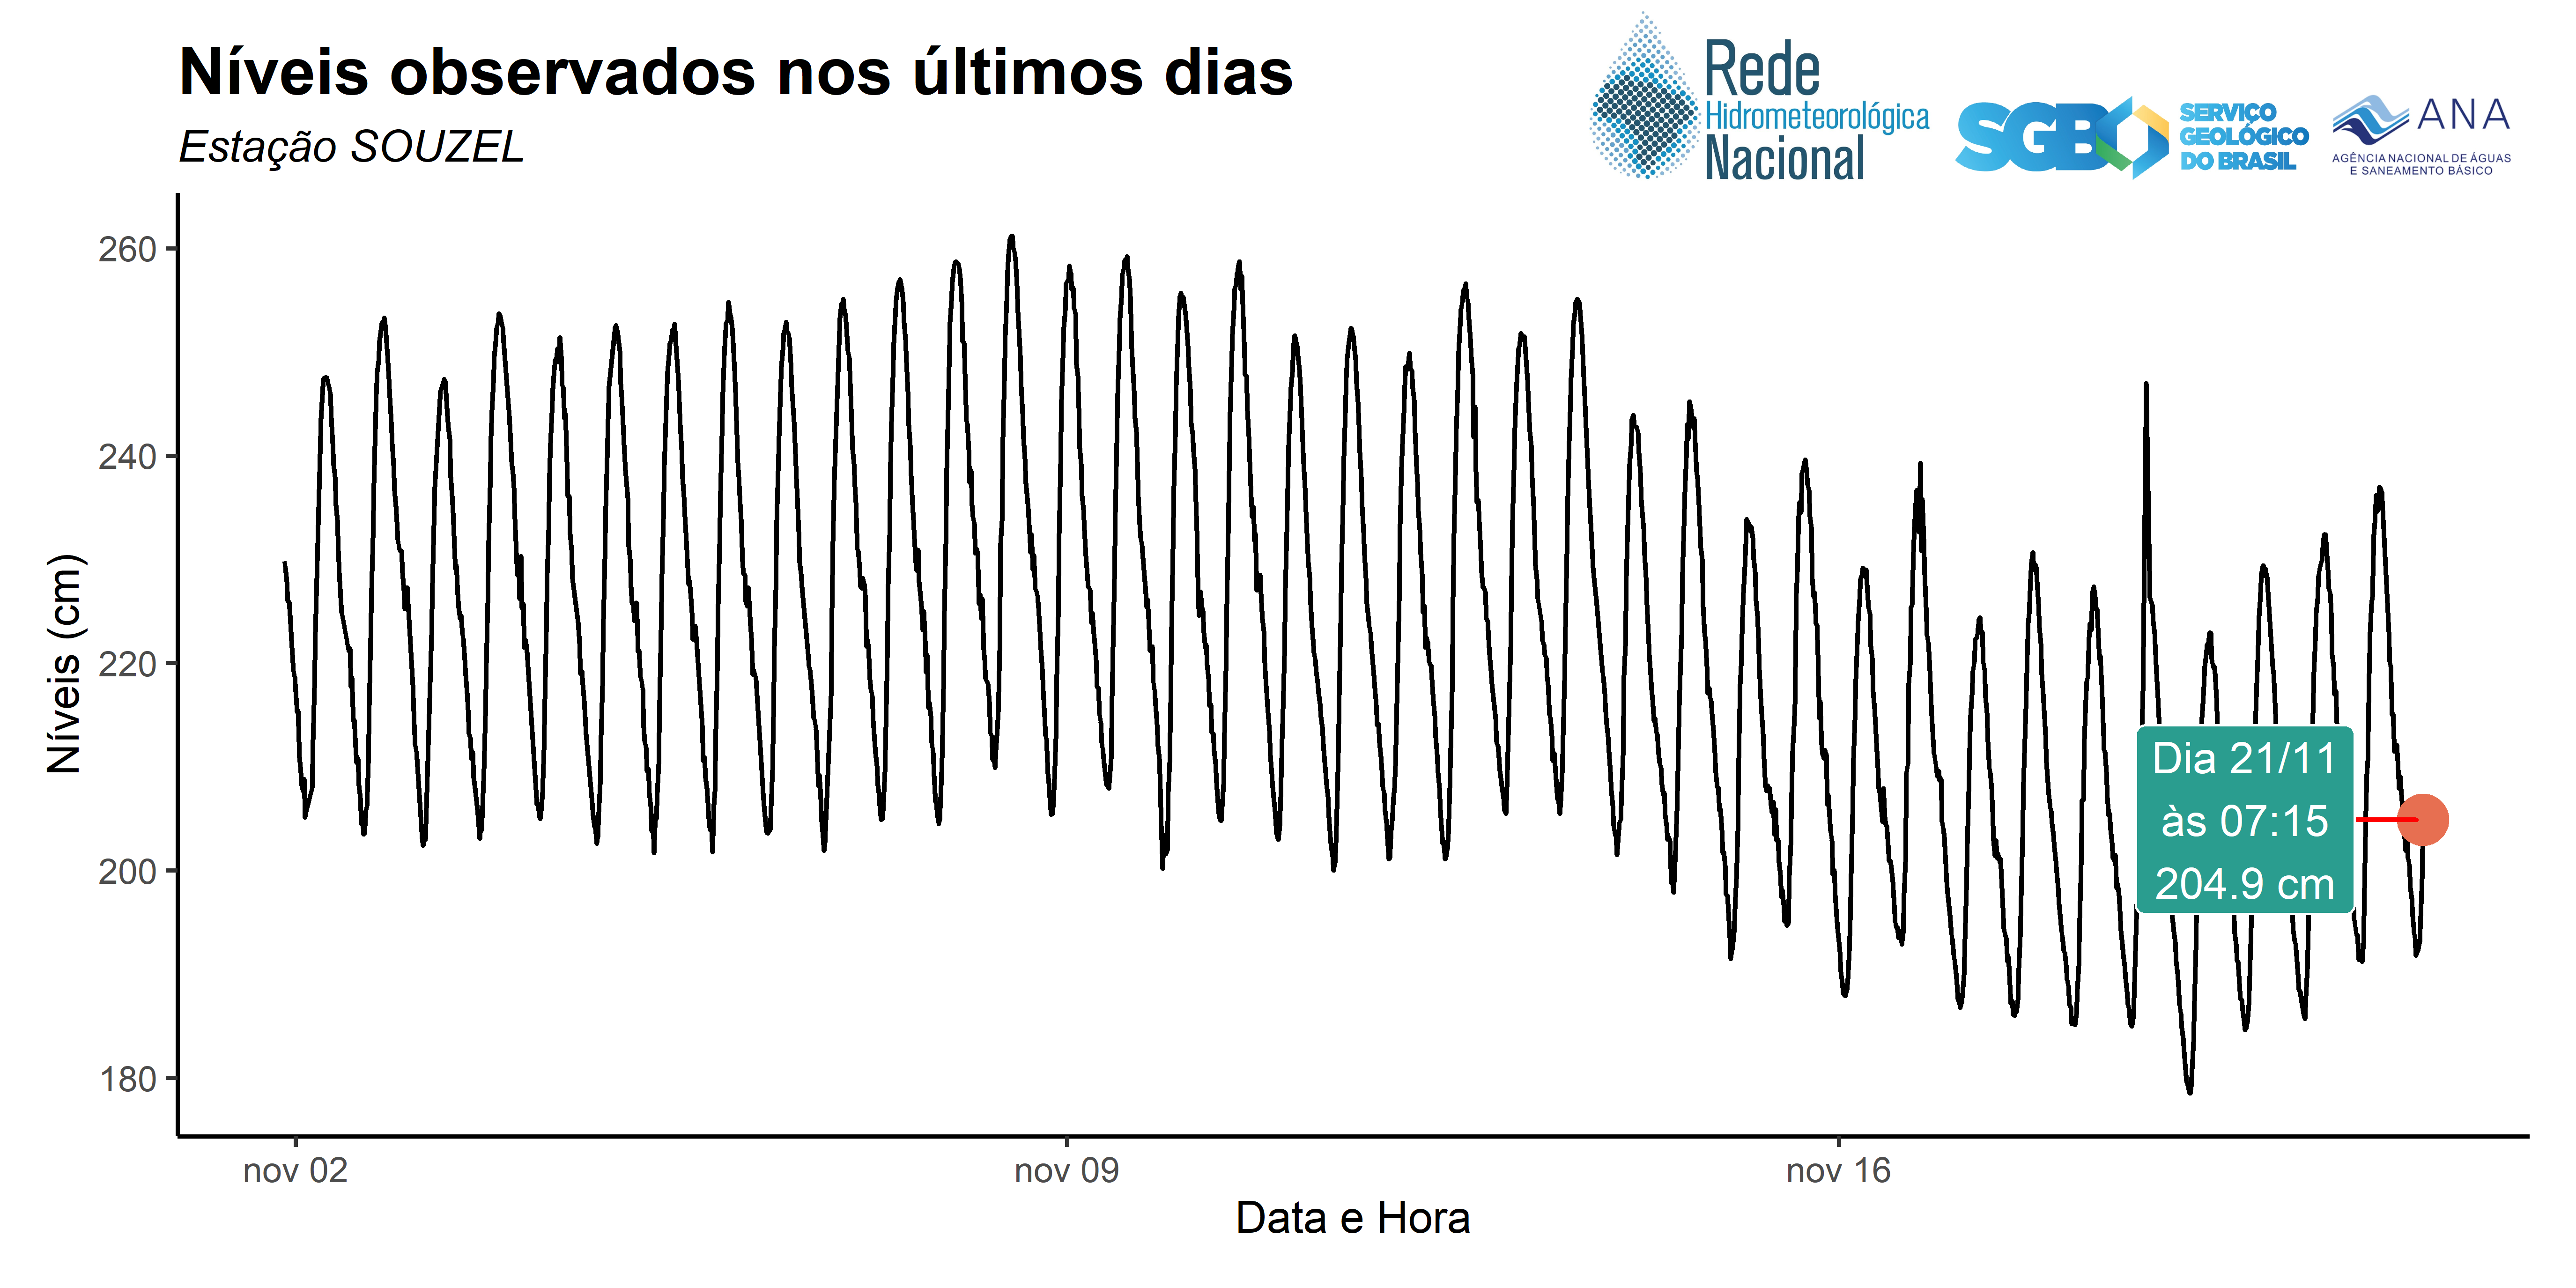 Níveis observados nos últimos dias
Estação SOUZEL
Rede
Hidrometeorológica
Nacional
SGB
SERVIÇO
GEOLÓGICO
DO BRASIL
ANA
AGÊNCIA NACIONAL DE ÁGUAS
E SANEAMENTO BÁSICO
Níveis (cm)
260
240
220
200
180
Dia 21/11
às 07:15
204.9 cm
nov 02
nov 09
nov 16
Data e Hora